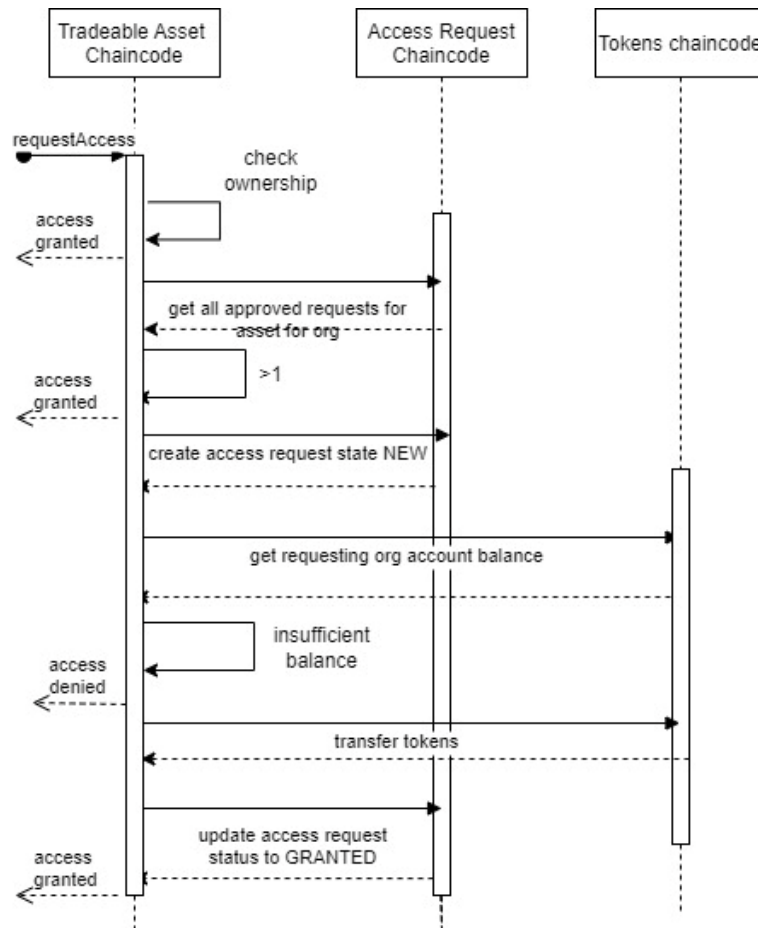 Tradeable Asset
Chaincode
Access Request
Chaincode
Tokens chaincode
requestAccess
check
ownership
access
granted
get all approved requests for
asset for org
>1
access
granted
create access request state NEW
get requesting org account balance
insufficient
balance
access
denied
transfer tokens
update access request
status to GRANTED
access
granted